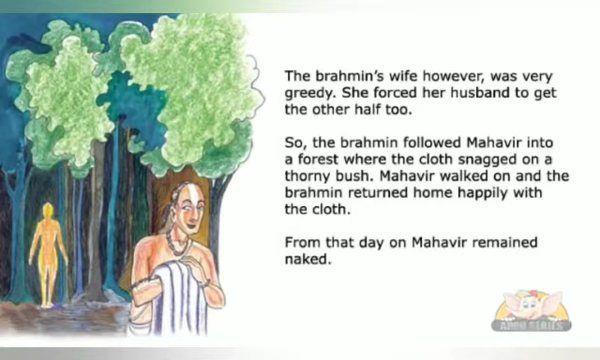 The brahmin's wife however, was very
greedy. She forced her husband to get
the other half too.
So, the brahmin followed Mahavir into
a forest where the cloth snagged on a
thorny bush. Mahavir walked on and the
brahmin returned home happily with
the cloth.
From that day on Mahavir remained
naked.
APPU SERIES